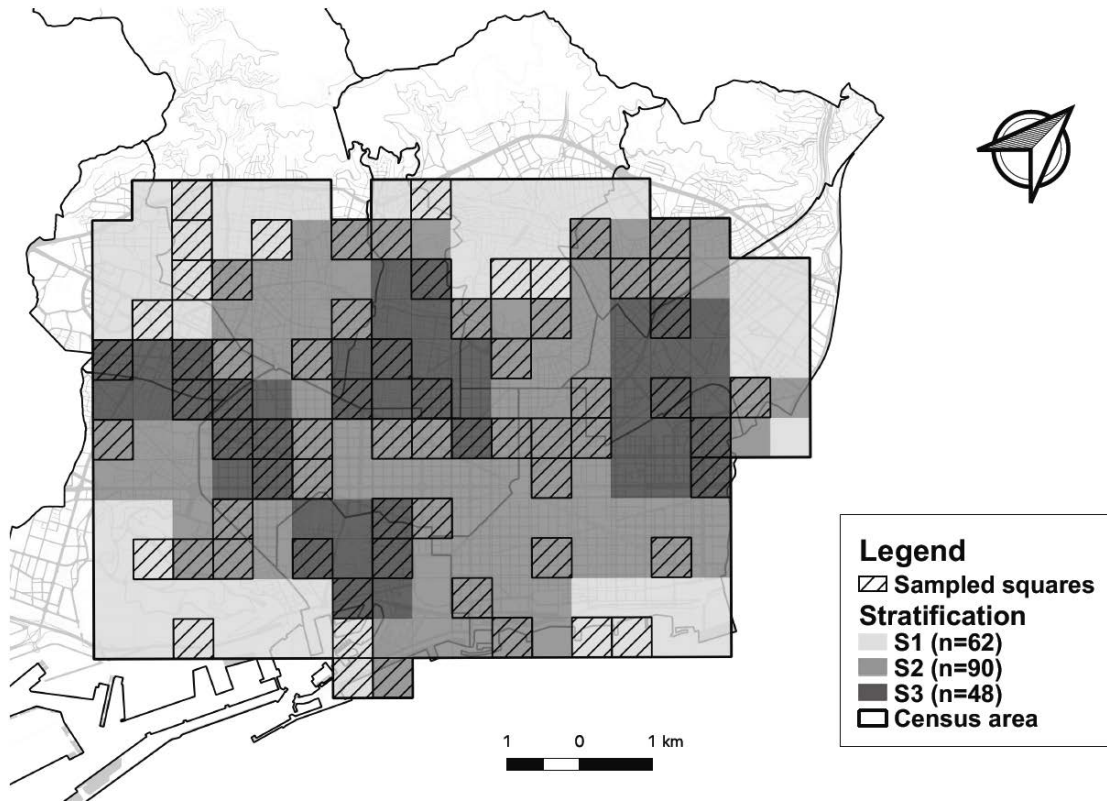 Legend
Sampled squares
Stratification
S1 (n=62)
S2 (n=90)
S3 (n=48)
Census area
1 0 1 km